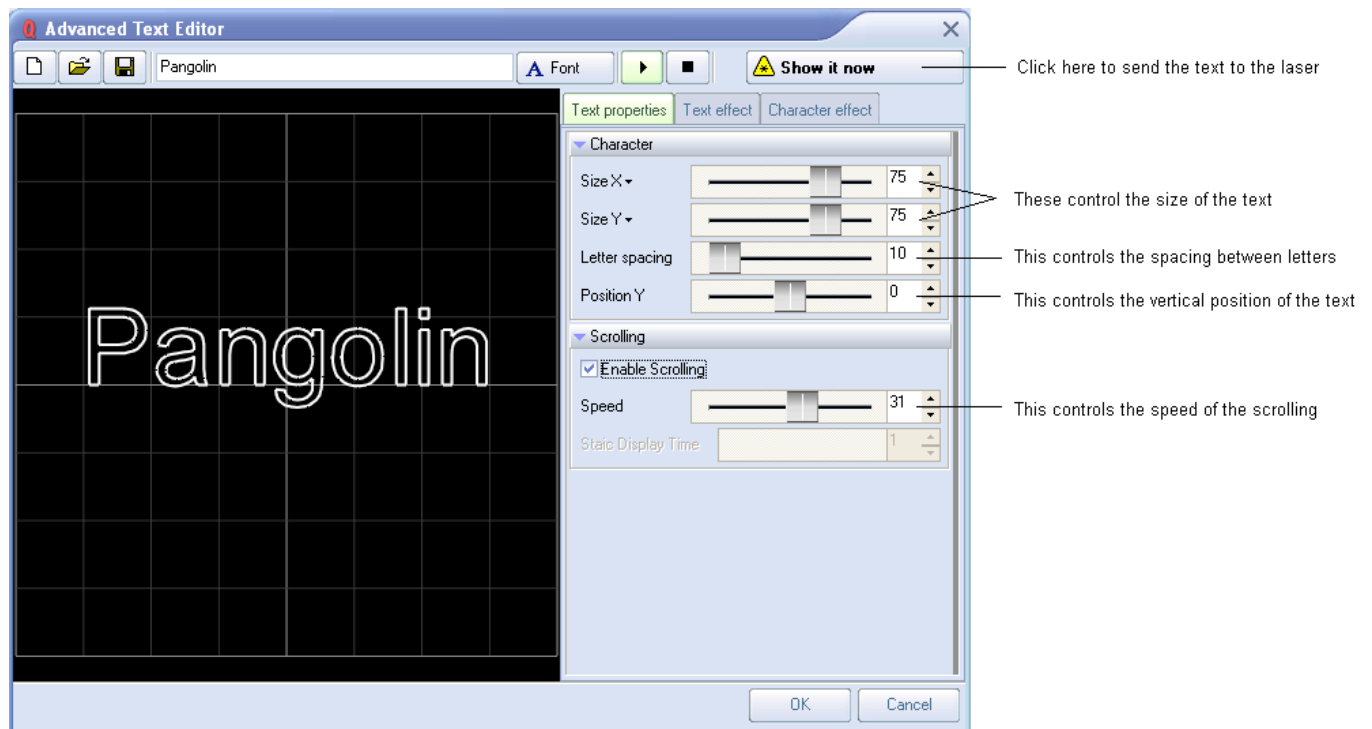 Advanced Text Editor
Pangolin
A Font
Show it now
Click here to send the text to the laser
Text properties
Text effect
Character effect
Character
Size X
75
These control the size of the text
Size Y
75
Letter spacing
10
This controls the spacing between letters
Position Y
0
This controls the vertical position of the text
Pangolin
Scrolling
Enable Scrolling
Speed
31
This controls the speed of the scrolling
Staic Display Time
1
OK
Cancel